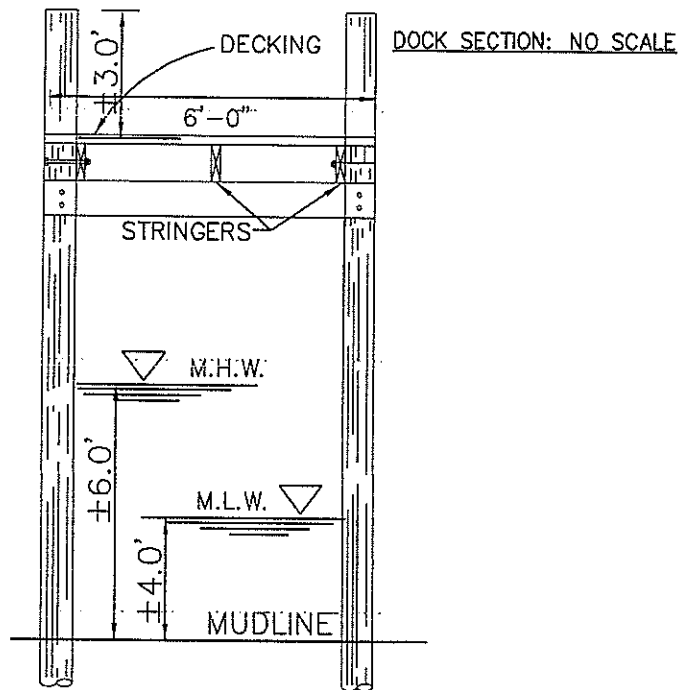 DECKING
DOCK SECTION: NO SCALE
±3.0'
6'-0"
STRINGERS
M.H.W.
±6.0'
M.L.W.
±4.0'
MUDLINE